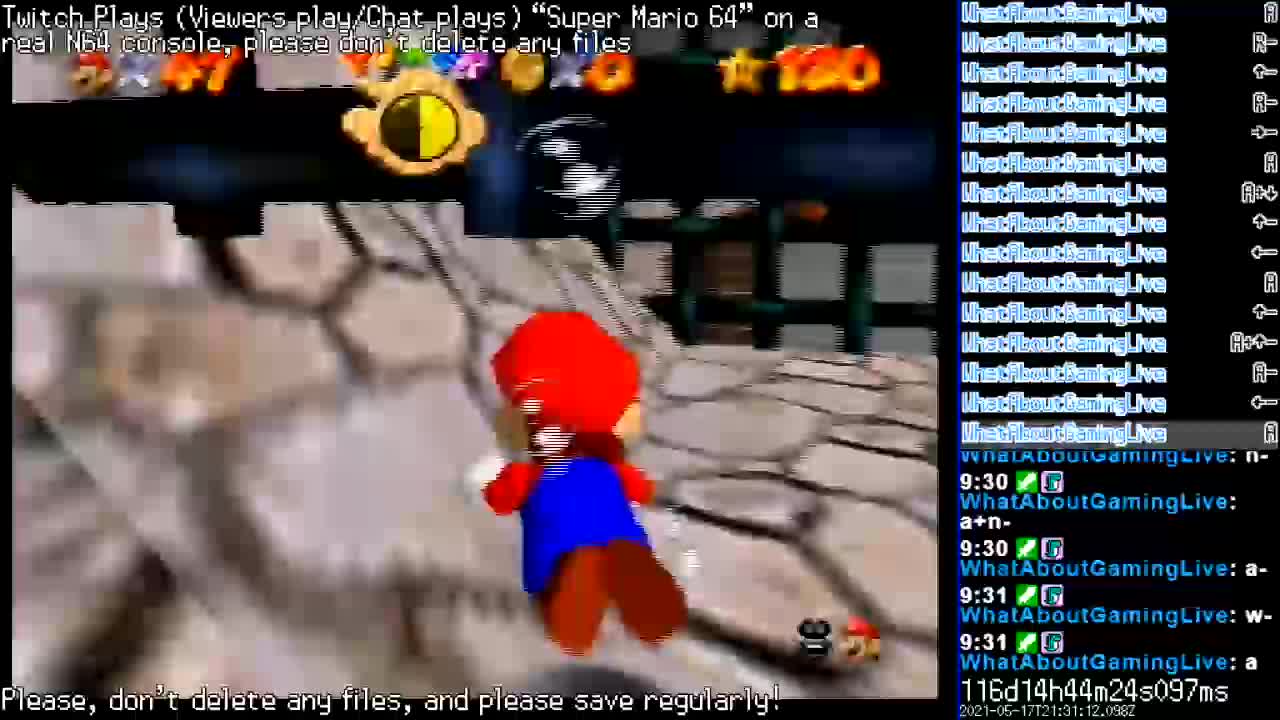 Twitch Plays (Viewers play/Chat plays) “Super Mario 64” on a
real N64 console, please don't delete any files
47
0
120
WhatAboutGamingLive A
WhatAboutGamingLive R-
WhatAboutGamingLive ↑-
WhatAboutGamingLive A-
WhatAboutGamingLive →-
WhatAboutGamingLive A
WhatAboutGamingLive A+↓
WhatAboutGamingLive ↑-
WhatAboutGamingLive ←-
WhatAboutGamingLive A
WhatAboutGamingLive ↑-
WhatAboutGamingLive A+↑-
WhatAboutGamingLive A-
WhatAboutGamingLive ←-
WhatAboutGamingLive A
WhatAboutGamingLive: n-
9:30
WhatAboutGamingLive:
a+n-
9:30
WhatAboutGamingLive: a-
9:31
WhatAboutGamingLive: w-
9:31
WhatAboutGamingLive: a
116d14h44m24s097ms
2021-05-17T21:31:12.098Z
Please, don't delete any files, and please save regularly!